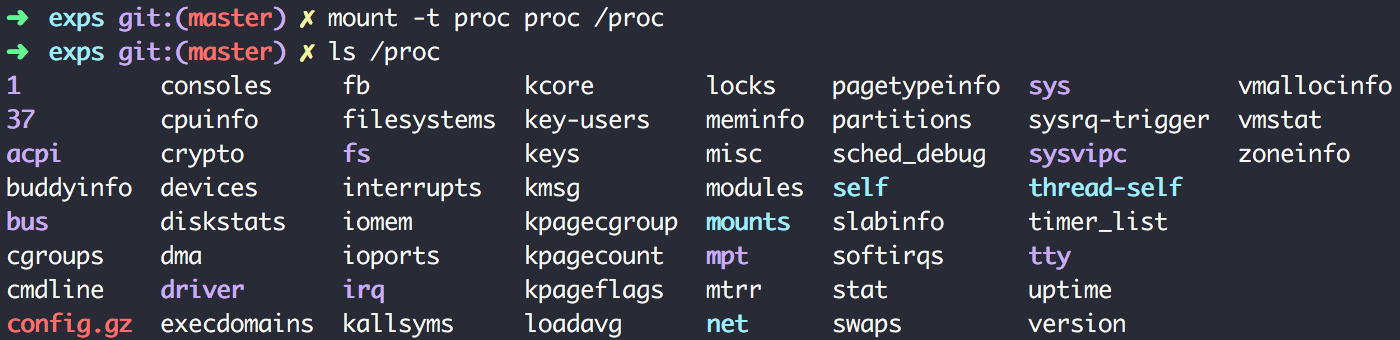 ➜ exps git:(master) ✗ mount -t proc proc /proc
➜ exps git:(master) ✗ ls /proc
1 consoles fb kcore locks pagetypeinfo sys vmallocinfo
37 cpuinfo filesystems key-users meminfo partitions sysrq-trigger vmstat
acpi crypto fs keys misc sched_debug sysvipc zoneinfo
buddyinfo devices interrupts kmsg modules self thread-self
bus diskstats iomem kpagecgroup mounts slabinfo timer_list
cgroups dma ioports kpagecount mpt softirqs tty
cmdline driver irq kpageflags mtrr stat uptime
config.gz execdomains kallsyms loadavg net swaps version